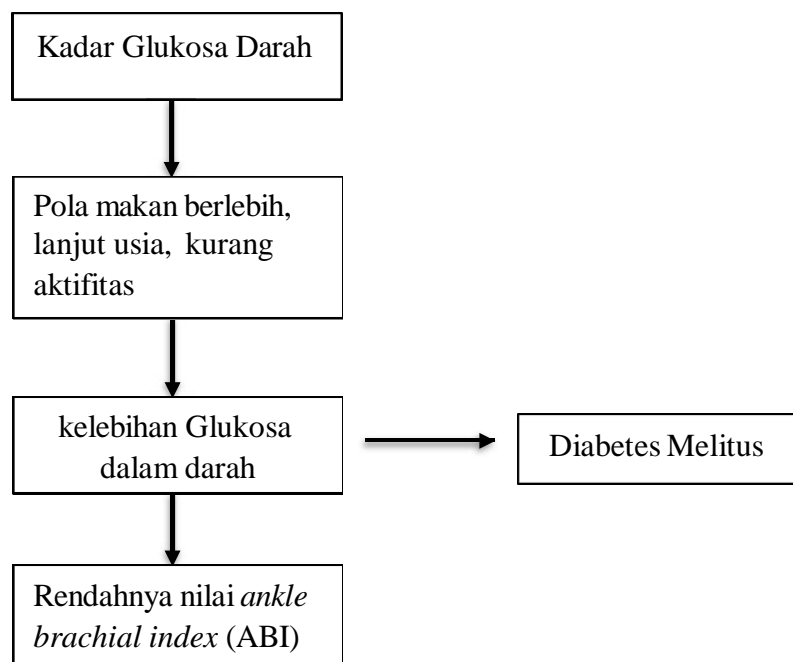 Kadar Glukosa Darah
Pola makan berlebih,
lanjut usia, kurang
aktifitas
kelebihan Glukosa
dalam darah
Diabetes Melitus
Rendahnya nilai ankle
brachial index (ABI)